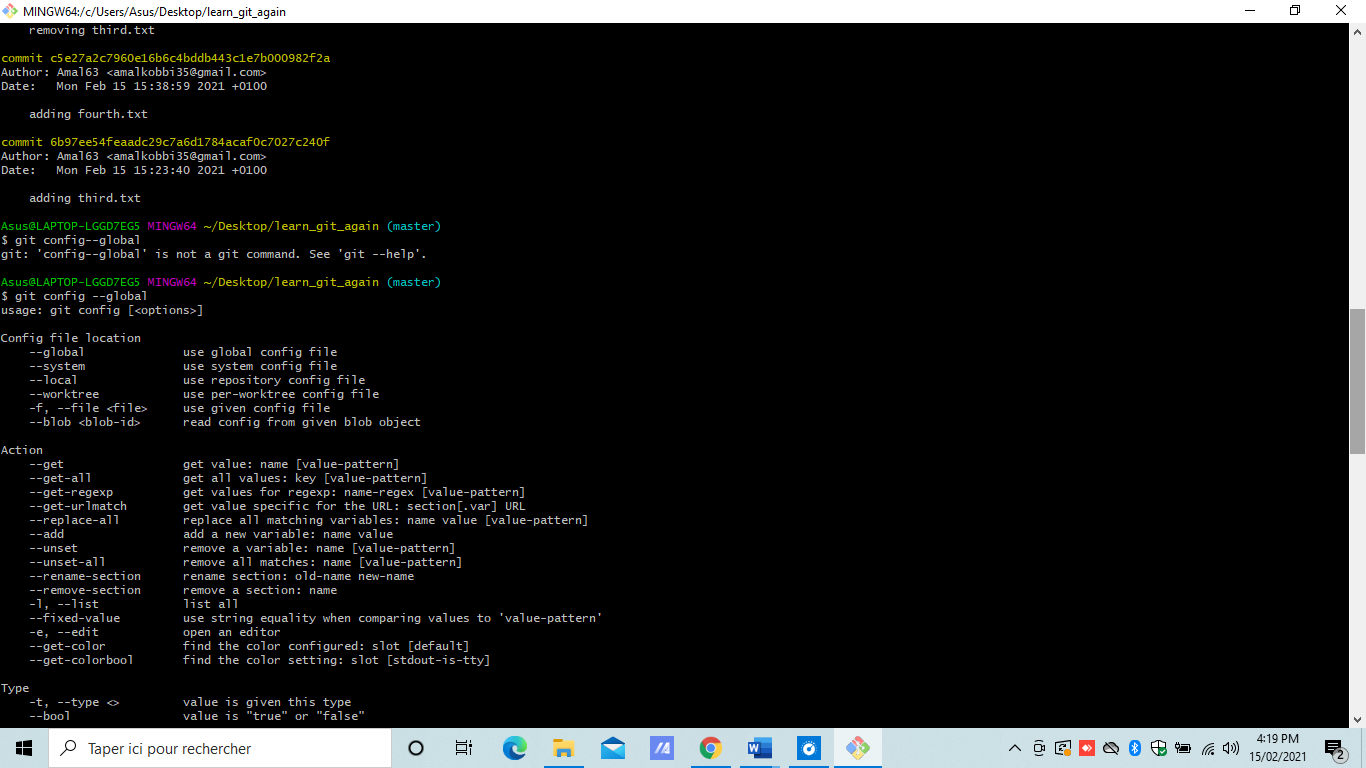 MINGW64:/c/Users/Asus/Desktop/learn_git_again
    removing third.txt
commit c5e27a2c7960e16b6c4bddb443c1e7b000982f2a
Author: Amal63 <amalkobbi35@gmail.com>
Date:   Mon Feb 15 15:38:59 2021 +0100
    adding fourth.txt
commit 6b97ee54feaadc29c7a6d1784acaf0c7027c240f
Author: Amal63 <amalkobbi35@gmail.com>
Date:   Mon Feb 15 15:23:40 2021 +0100
    adding third.txt
Asus@LAPTOP-LGGD7EG5 MINGW64 ~/Desktop/learn_git_again (master)
$ git config--global
git: 'config--global' is not a git command. See 'git --help'.
Asus@LAPTOP-LGGD7EG5 MINGW64 ~/Desktop/learn_git_again (master)
$ git config --global
usage: git config [<options>]
Config file location
    --global              use global config file
    --system              use system config file
    --local               use repository config file
    --worktree            use per-worktree config file
    -f, --file <file>     use given config file
    --blob <blob-id>      read config from given blob object
Action
    --get                 get value: name [value-pattern]
    --get-all             get all values: key [value-pattern]
    --get-regexp          get values for regexp: name-regex [value-pattern]
    --get-urlmatch        get value specific for the URL: section[.var] URL
    --replace-all         replace all matching variables: name value [value-pattern]
    --add                 add a new variable: name value
    --unset               remove a variable: name [value-pattern]
    --unset-all           remove all matches: name [value-pattern]
    --rename-section      rename section: old-name new-name
    --remove-section      remove a section: name
    -l, --list            list all
    --fixed-value         use string equality when comparing values to 'value-pattern'
    -e, --edit            open an editor
    --get-color           find the color configured: slot [default]
    --get-colorbool       find the color setting: slot [stdout-is-tty]
Type
    -t, --type <>         value is given this type
    --bool                value is "true" or "false"
Taper ici pour rechercher
4:19 PM
15/02/2021
2